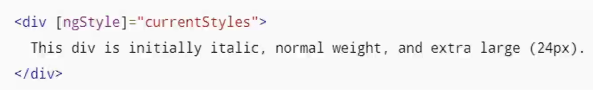 <div [ngStyle]="currentStyles">
  This div is initially italic, normal weight, and extra large (24px).
</div>